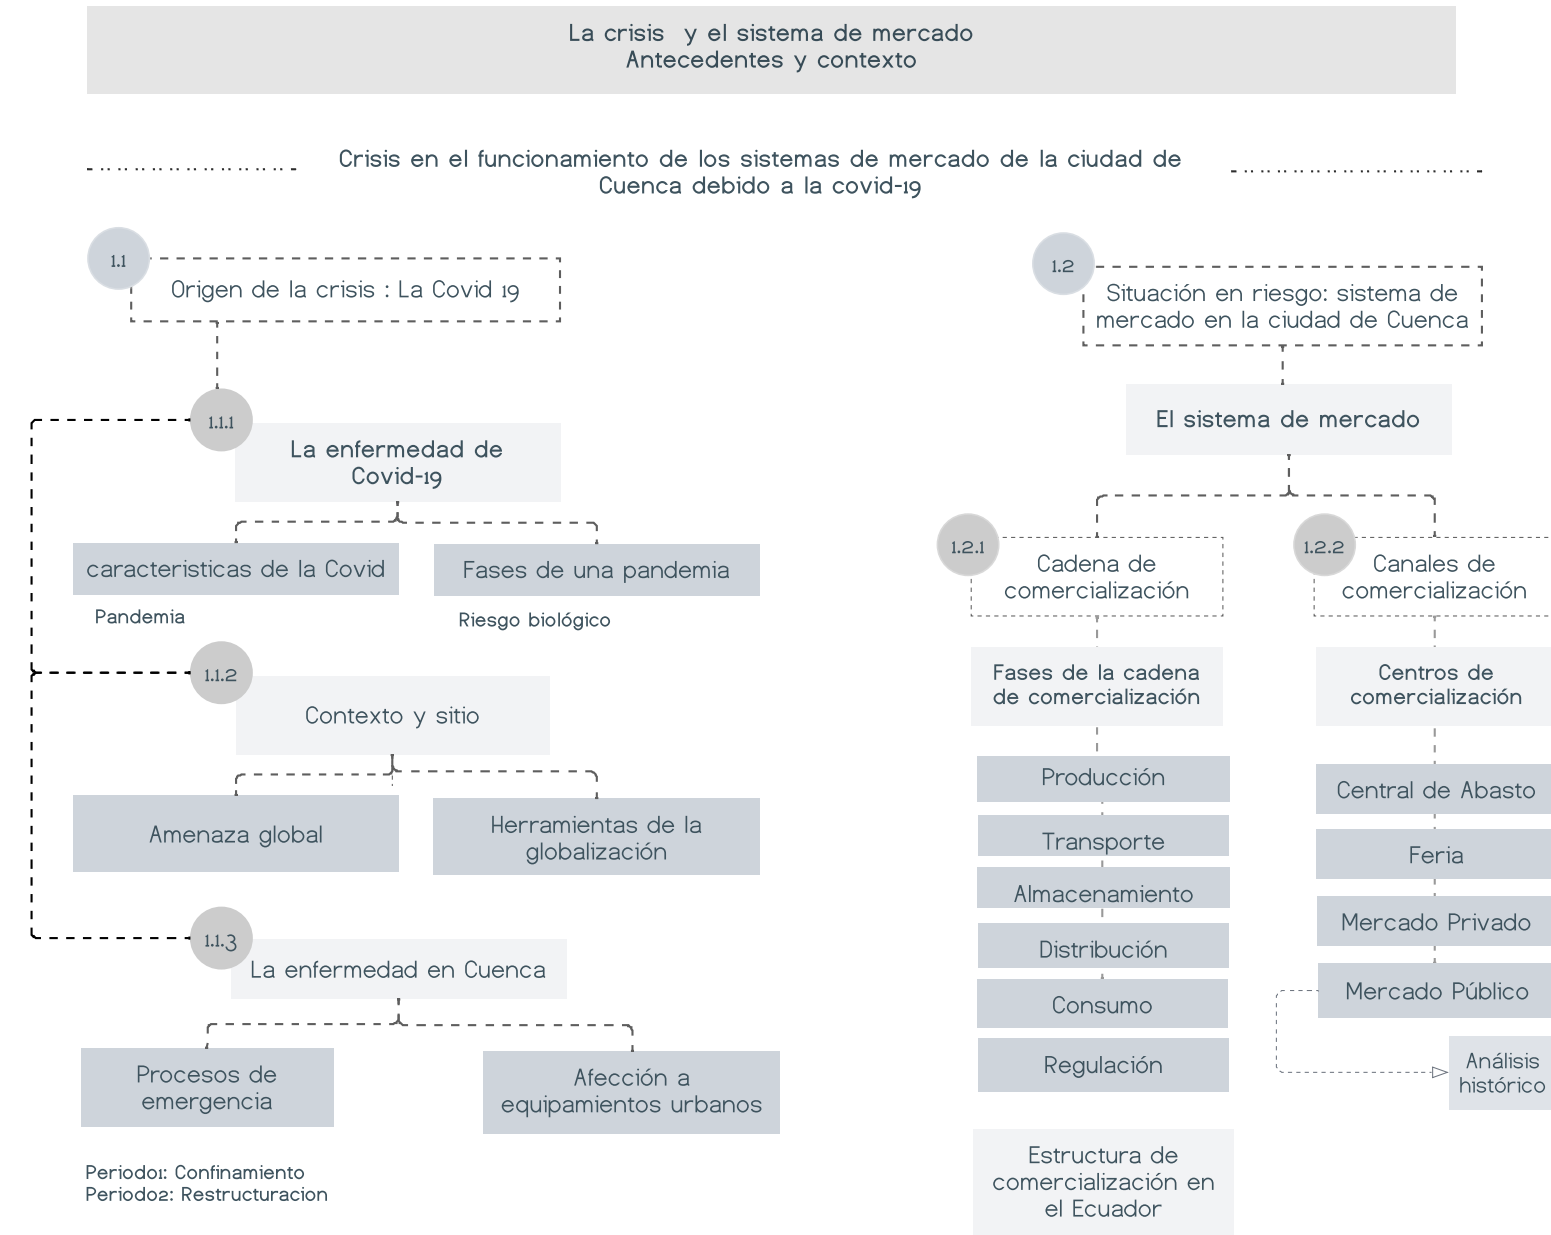 La crisis  y el sistema de mercado
Antecedentes y contexto
Crisis en el funcionamiento de los sistemas de mercado de la ciudad de
Cuenca debido a la covid-19
1.1
Origen de la crisis : La Covid 19
1.1.1
La enfermedad de
Covid-19
caracteristicas de la Covid
Pandemia
Fases de una pandemia
Riesgo biológico
1.1.2
Contexto y sitio
Amenaza global
Herramientas de la
globalización
1.1.3
La enfermedad en Cuenca
Procesos de
emergencia
Afección a
equipamientos urbanos
Periodo1: Confinamiento
Periodo2: Restructuracion
1.2
Situación en riesgo: sistema de
mercado en la ciudad de Cuenca
El sistema de mercado
1.2.1
Cadena de
comercialización
Fases de la cadena
de comercialización
Producción
Transporte
Almacenamiento
Distribución
Consumo
Regulación
Estructura de
comercialización en
el Ecuador
1.2.2
Canales de
comercialización
Centros de
comercialización
Central de Abasto
Feria
Mercado Privado
Mercado Público
Análisis
histórico